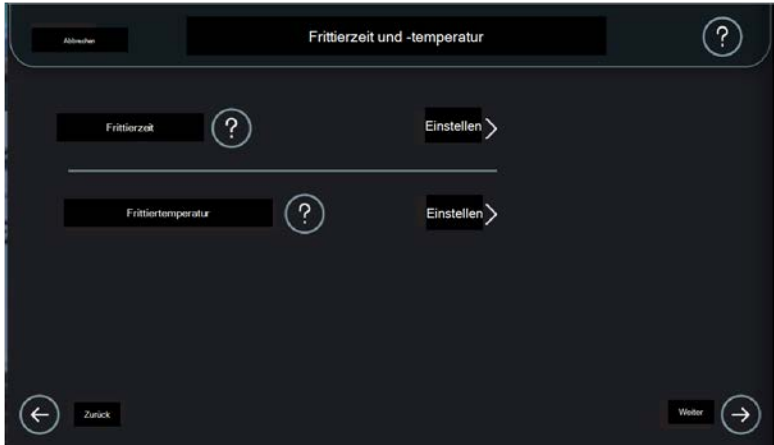 Abbrechen
Frittierzeit und -temperatur
?
Frittierzeit
?
Einstellen
Frittiertemperatur
?
Einstellen
Zurück
Weiter